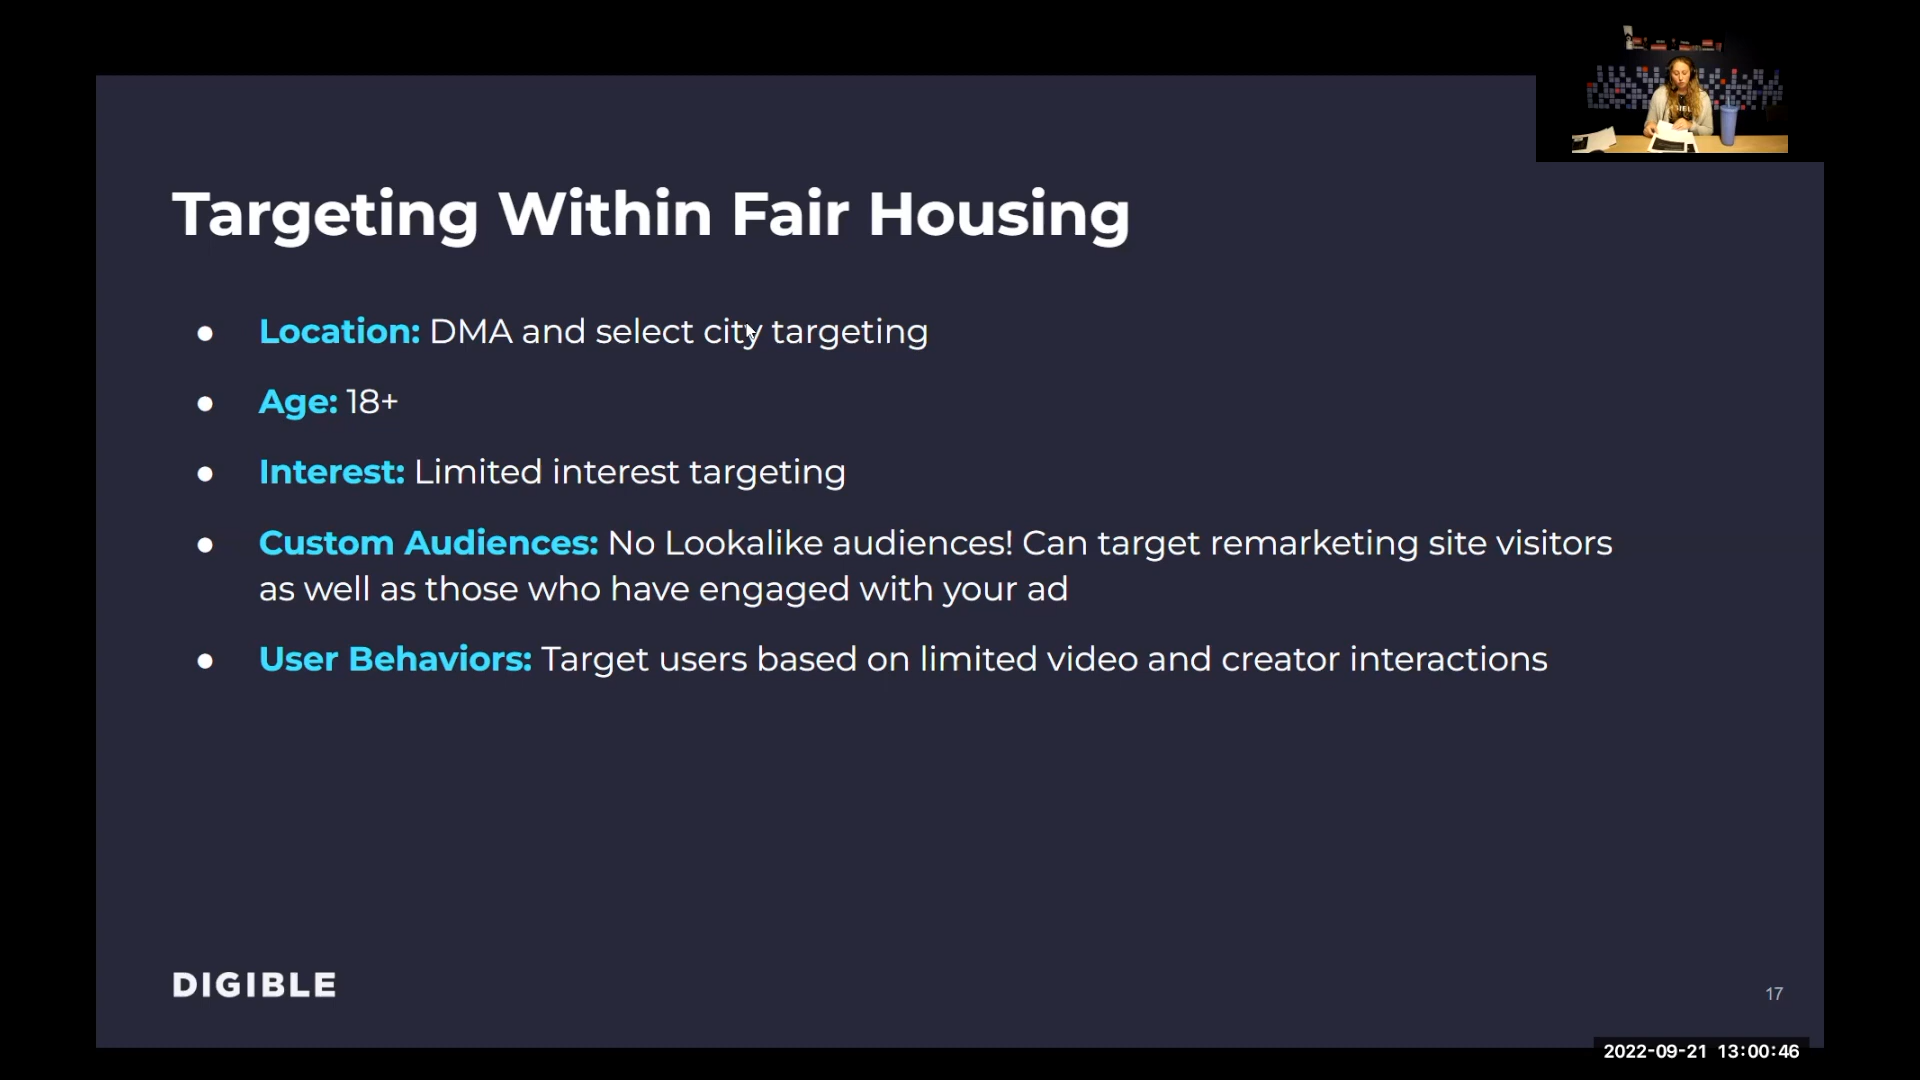 Targeting Within Fair Housing
● Location: DMA and select city targeting
● Age: 18+
● Interest: Limited interest targeting
● Custom Audiences: No Lookalike audiences! Can target remarketing site visitors
as well as those who have engaged with your ad
● User Behaviors: Target users based on limited video and creator interactions
DIGIBLE
17
2022-09-21 13:00:46